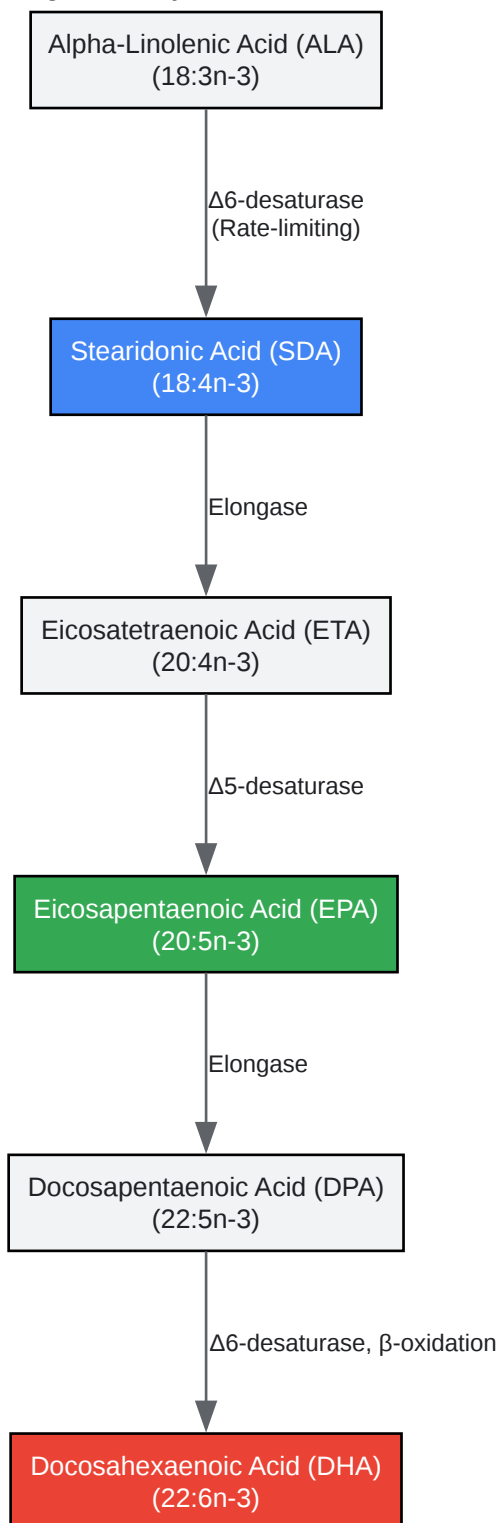 Alpha-Linolenic Acid (ALA)
(18:3n-3)
Δ6-desaturase
(Rate-limiting)
Stearidonic Acid (SDA)
(18:4n-3)
Elongase
Eicosatetraenoic Acid (ETA)
(20:4n-3)
Δ5-desaturase
Eicosapentaenoic Acid (EPA)
(20:5n-3)
Elongase
Docosapentaenoic Acid (DPA)
(22:5n-3)
Δ6-desaturase, β-oxidation
Docosahexaenoic Acid (DHA)
(22:6n-3)